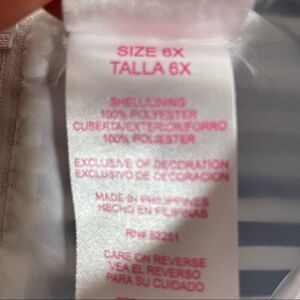 SIZE 6X
TALLA 6X
SHELL/LINING
100% POLYESTER
CUBIERTA/EXTERIOR/FORRO
100% POLIESTER
EXCLUSIVE OF DECORATION
EXCLUSIVO DE DECORACION
MADE IN PHILIPPINES
HECHO EN FILIPINAS
RN# 52251
CARE ON REVERSE
VEA EL REVERSO
PARA SU CUIDADO